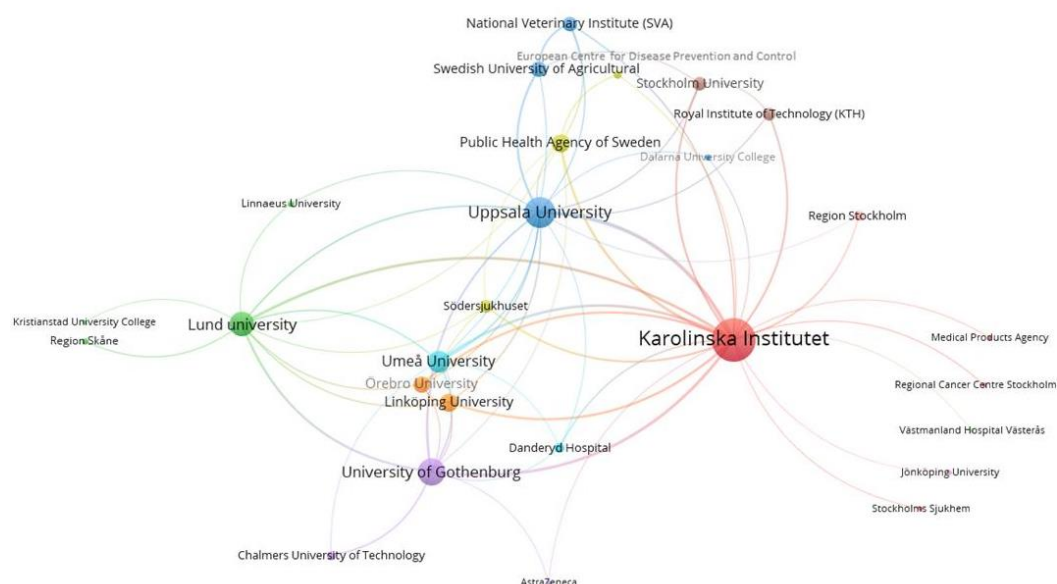 National Veterinary Institute (SVA)
European Centre for Disease Prevention and Control
Swedish University of Agricultural
Stockholm University
Royal Institute of Technology (KTH)
Public Health Agency of Sweden
Dalarna University College
Linnaeus University
Uppsala University
Region Stockholm
Södersjukhuset
Kristianstad University College
Lund university
Region Skåne
Karolinska Institutet
Medical Products Agency
Umeå University
Örebro University
Regional Cancer Centre Stockholm
Linköping University
Västmanland Hospital Västerås
Danderyd Hospital
University of Gothenburg
Jönköping University
Stockholms Sjukhem
Chalmers University of Technology
AstraZeneca